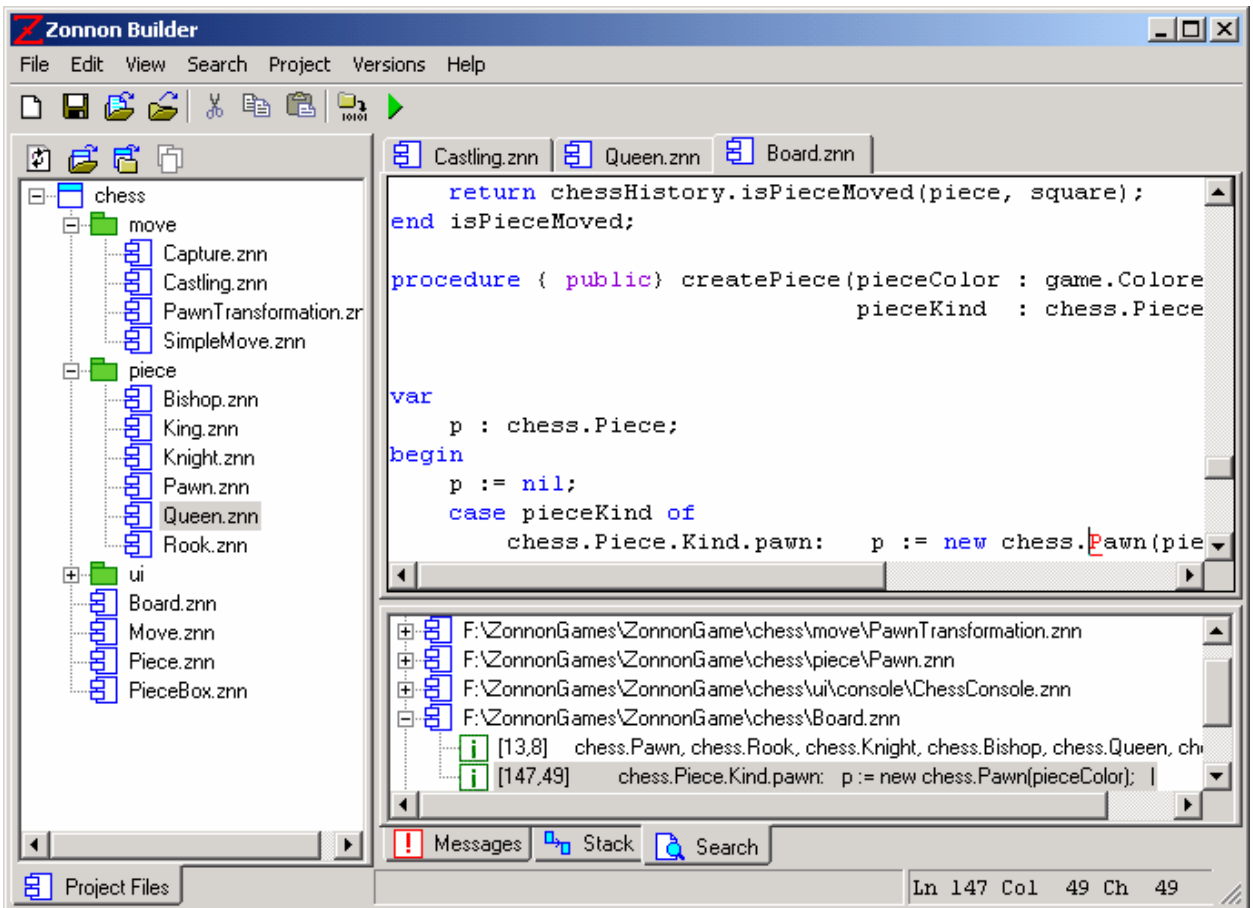 Zonnon Builder
File Edit View Search Project Versions Help
chess
move
Capture.znn
Castling.znn
PawnTransformation.zr
SimpleMove.znn
piece
Bishop.znn
King.znn
Knight.znn
Pawn.znn
Queen.znn
Rook.znn
ui
Board.znn
Move.znn
Piece.znn
PieceBox.znn
Project Files
Castling.znn Queen.znn Board.znn
return chessHistory.isPieceMoved(piece, square);
end isPieceMoved;
procedure { public} createPiece(pieceColor : game.Colore
pieceKind : chess.Piece
var
p : chess.Piece;
begin
p := nil;
case pieceKind of
chess.Piece.Kind.pawn: p := new chess.Pawn(pie
F:\ZonnonGames\ZonnonGame\chess\move\PawnTransformation.znn
F:\ZonnonGames\ZonnonGame\chess\piece\Pawn.znn
F:\ZonnonGames\ZonnonGame\chess\ui\console\ChessConsole.znn
F:\ZonnonGames\ZonnonGame\chess\Board.znn
[13,8] chess.Pawn, chess.Rook, chess.Knight, chess.Bishop, chess.Queen, che
[147,49] chess.Piece.Kind.pawn: p := new chess.Pawn(pieceColor); |
Messages Stack Search
Ln 147 Col 49 Ch 49